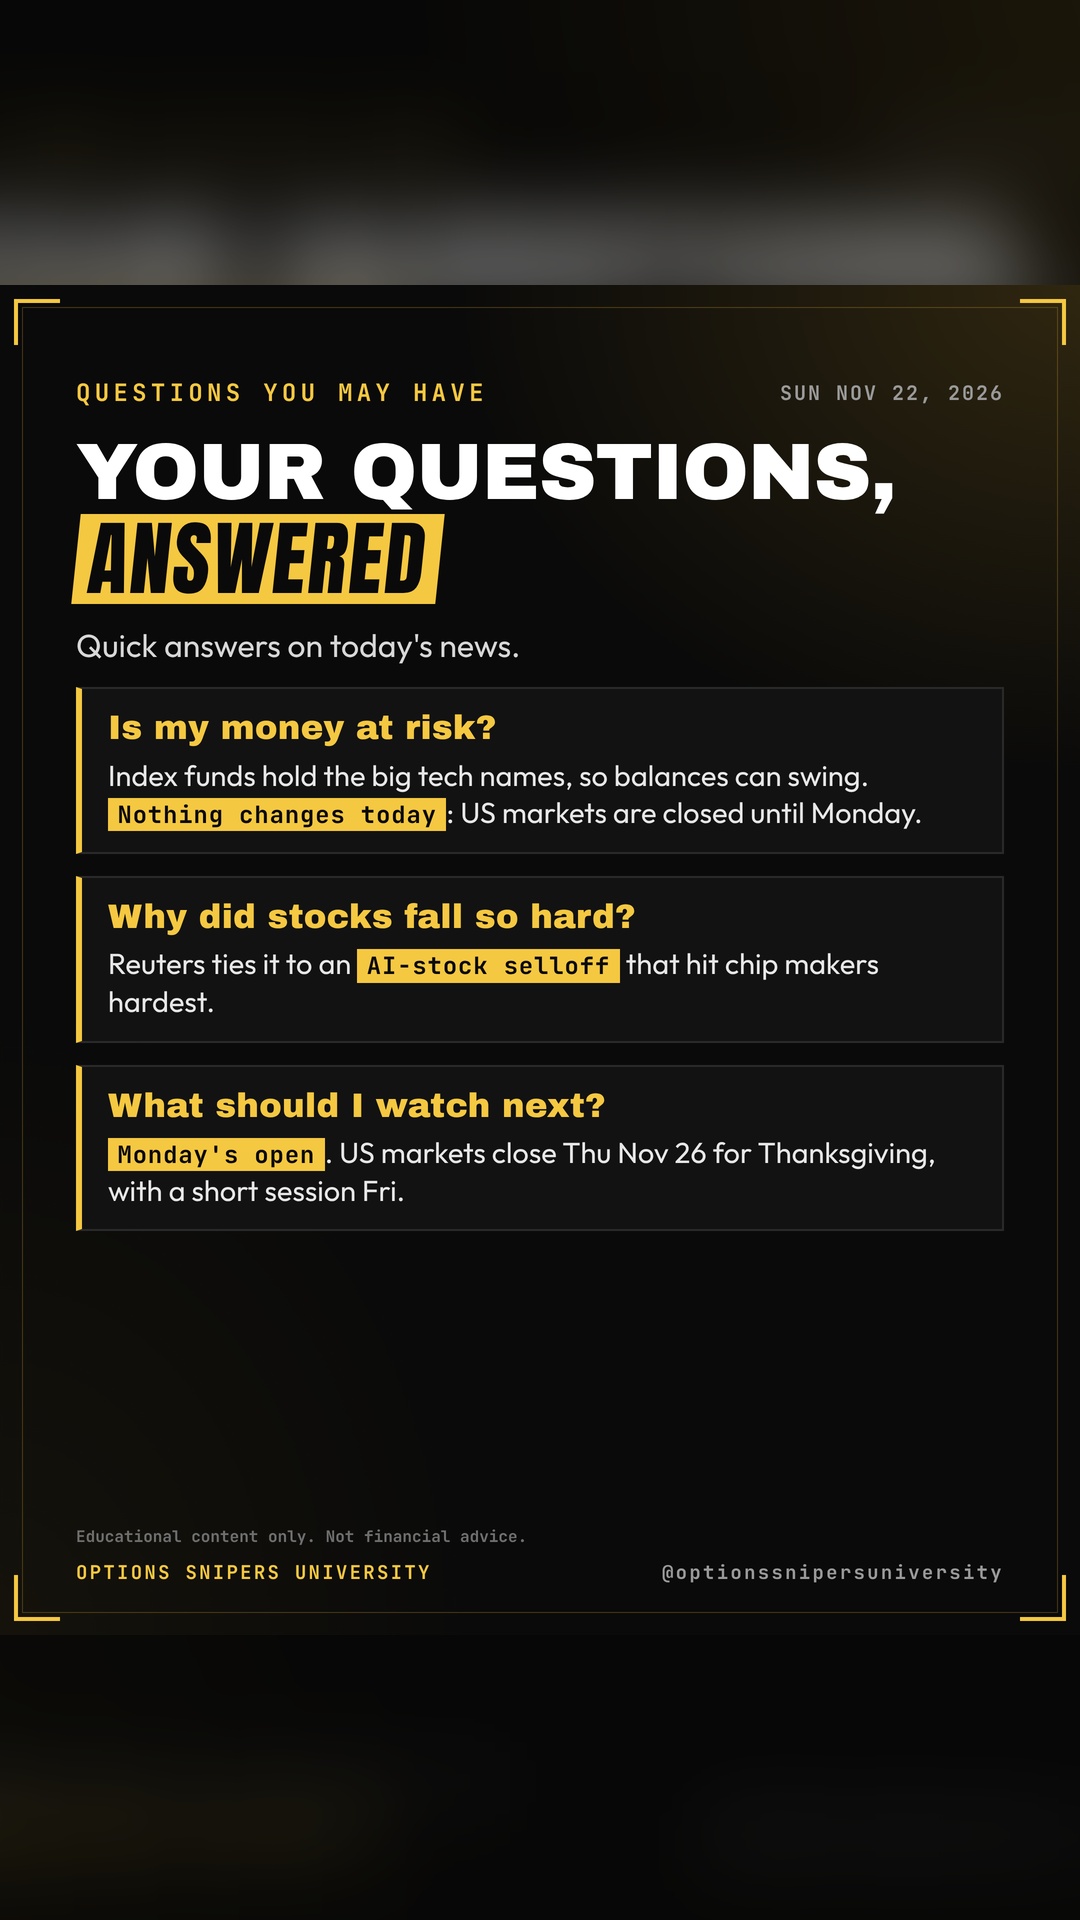 QUESTIONS YOU MAY HAVE
SUN NOV 22, 2026
YOUR QUESTIONS,
ANSWERED
Quick answers on today's news.
Is my money at risk?
Index funds hold the big tech names, so balances can swing.
Nothing changes today: US markets are closed until Monday.
Why did stocks fall so hard?
Reuters ties it to an AI-stock selloff that hit chip makers
hardest.
What should I watch next?
Monday's open. US markets close Thu Nov 26 for Thanksgiving,
with a short session Fri.
Educational content only. Not financial advice.
OPTIONS SNIPERS UNIVERSITY
@optionssnipersuniversity